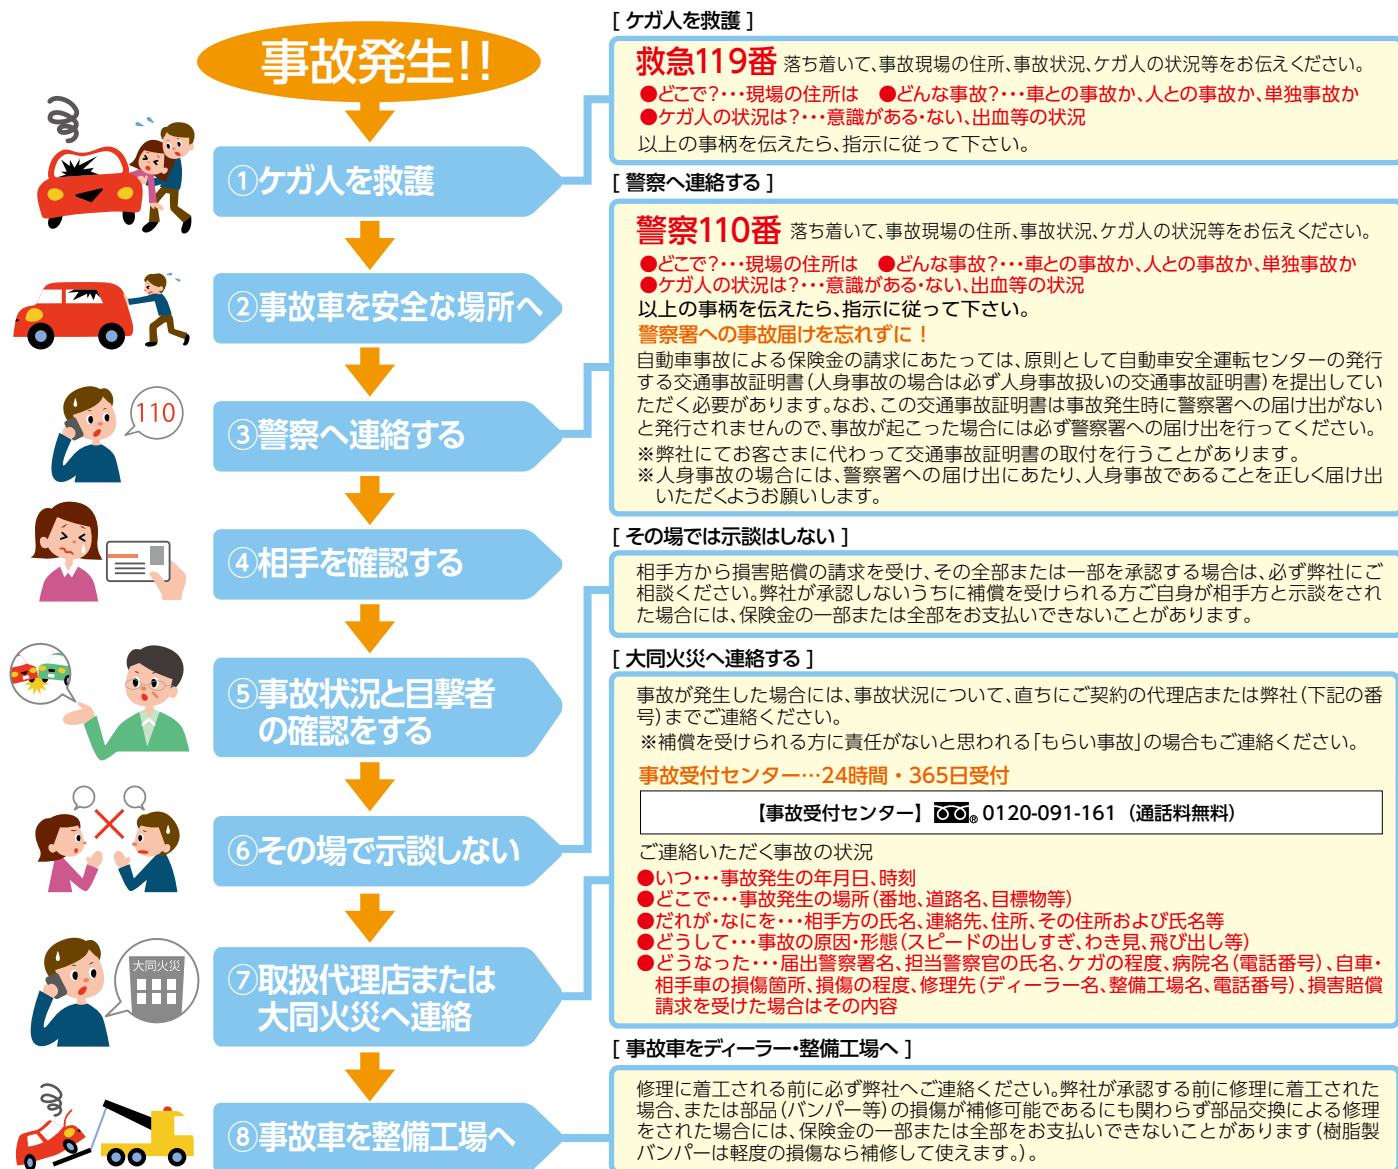 事故発生!!
①ケガ人を救護
②事故車を安全な場所へ
110
③警察へ連絡する
④相手を確認する
⑤事故状況と目撃者
の確認をする
⑥その場で示談しない
大同火災
⑦取扱代理店または
大同火災へ連絡
⑧事故車を整備工場へ
[ ケガ人を救護 ]
救急119番 落ち着いて、事故現場の住所、事故状況、ケガ人の状況等をお伝えください。
●どこで?･･･現場の住所は ●どんな事故?･･･車との事故か、人との事故か、単独事故か
●ケガ人の状況は?･･･意識がある・ない、出血等の状況
以上の事柄を伝えたら、指示に従って下さい。
[ 警察へ連絡する ]
警察110番 落ち着いて、事故現場の住所、事故状況、ケガ人の状況等をお伝えください。
●どこで?･･･現場の住所は ●どんな事故?･･･車との事故か、人との事故か、単独事故か
●ケガ人の状況は?･･･意識がある・ない、出血等の状況
以上の事柄を伝えたら、指示に従って下さい。
警察署への事故届けを忘れずに！
自動車事故による保険金の請求にあたっては、原則として自動車安全運転センターの発行
する交通事故証明書(人身事故の場合は必ず人身事故扱いの交通事故証明書)を提出してい
ただく必要があります。なお、この交通事故証明書は事故発生時に警察署への届け出がない
と発行されませんので、事故が起こった場合には必ず警察署への届け出を行ってください。
※弊社にてお客さまに代わって交通事故証明書の取付を行うことがあります。
※人身事故の場合には、警察署への届け出にあたり、人身事故であることを正しく届け出
いただくようお願いします。
[ その場では示談はしない ]
相手方から損害賠償の請求を受け、その全部または一部を承認する場合は、必ず弊社にご
相談ください。弊社が承認しないうちに補償を受けられる方ご自身が相手方と示談をされ
た場合には、保険金の一部または全部をお支払いできないことがあります。
[ 大同火災へ連絡する ]
事故が発生した場合には、事故状況について、直ちにご契約の代理店または弊社(下記の番
号)までご連絡ください。
※補償を受けられる方に責任がないと思われる「もらい事故」の場合もご連絡ください。
事故受付センター…24時間・365日受付
【事故受付センター】 ® 0120-091-161（通話料無料）
ご連絡いただく事故の状況
●いつ･･･事故発生の年月日、時刻
●どこで･･･事故発生の場所(番地、道路名、目標物等)
●だれが・なにを･･･相手方の氏名、連絡先、住所、その住所および氏名等
●どうして･･･事故の原因・形態(スピードの出しすぎ、わき見、飛び出し等)
●どうなった･･･届出警察署名、担当警察官の氏名、ケガの程度、病院名(電話番号)、自車・
相手車の損傷箇所、損傷の程度、修理先(ディーラー名、整備工場名、電話番号)、損害賠償
請求を受けた場合はその内容
[ 事故車をディーラー・整備工場へ ]
修理に着工される前に必ず弊社へご連絡ください。弊社が承認する前に修理に着工された
場合、または部品(バンパー等)の損傷が補修可能であるにも関わらず部品交換による修理
をされた場合には、保険金の一部または全部をお支払いできないことがあります(樹脂製
バンパーは軽度の損傷なら補修して使えます。)。